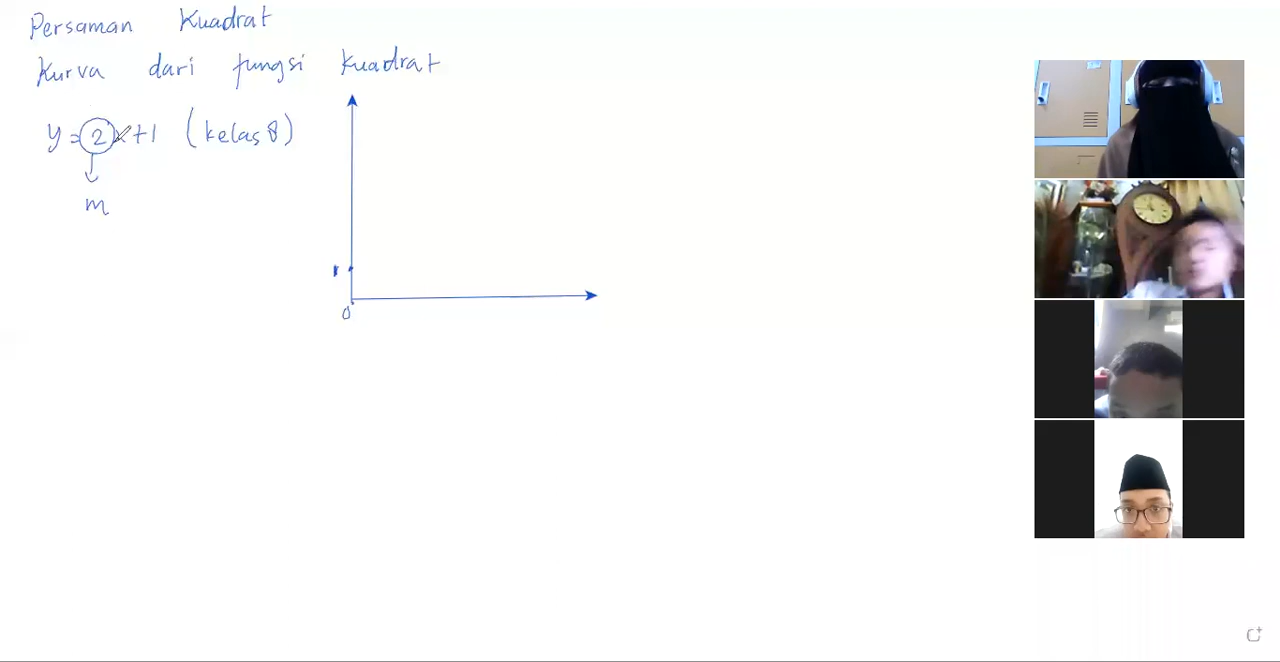 Persaman Kuadrat
Kurva dari fungsi kuadrat
y = 2x+1 (kelas 8)
m
1
0